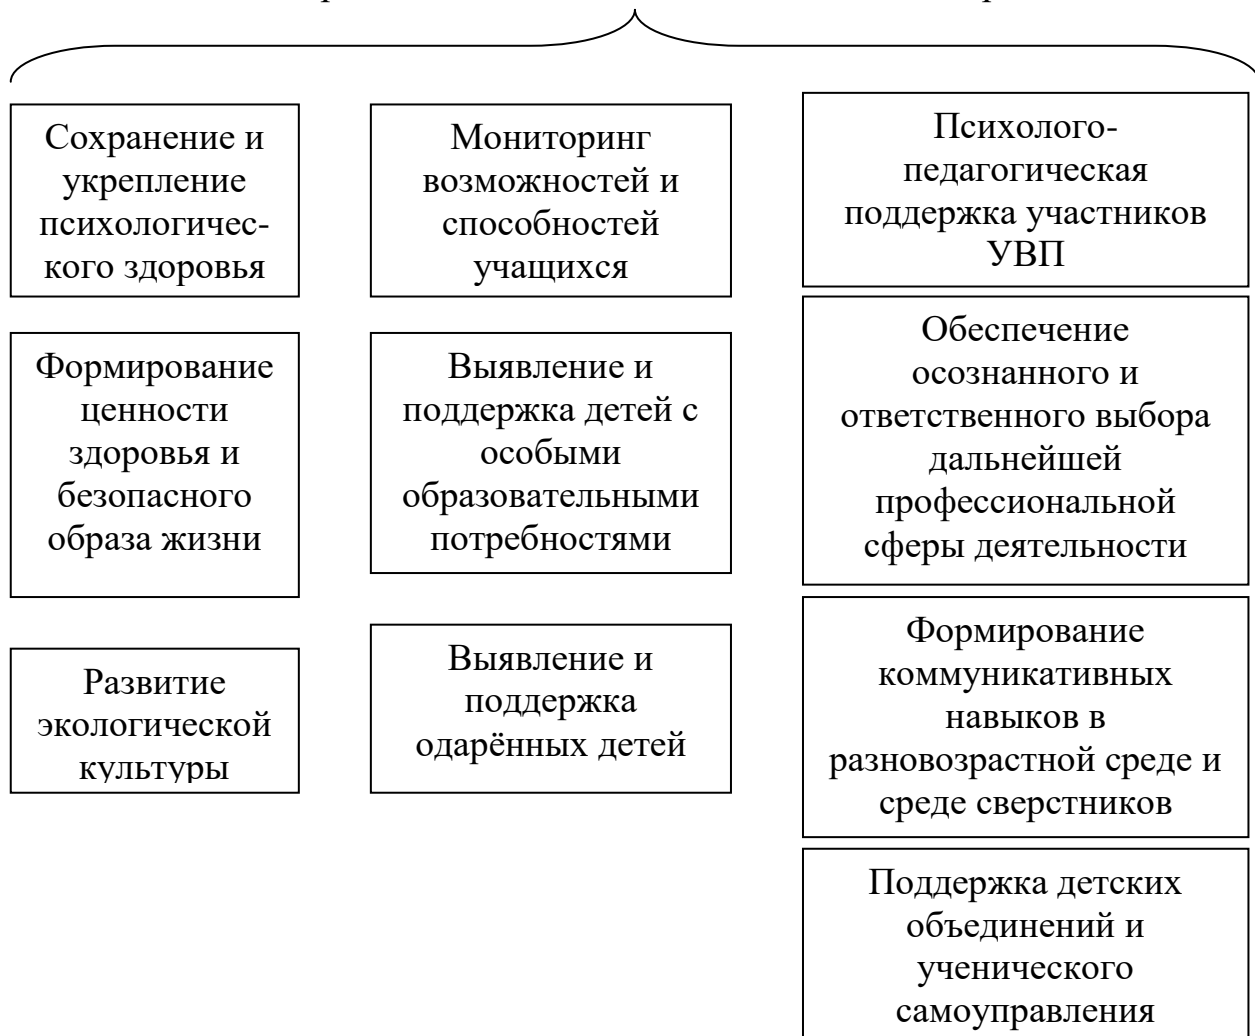 Сохранение и
укрепление
психологичес-
кого здоровья
Формирование
ценности
здоровья и
безопасного
образа жизни
Развитие
экологической
культуры
Мониторинг
возможностей и
способностей
учащихся
Выявление и
поддержка детей с
особыми
образовательными
потребностями
Выявление и
поддержка
одарённых детей
Психолого-
педагогическая
поддержка участников
УВП
Обеспечение
осознанного и
ответственного выбора
дальнейшей
профессиональной
сферы деятельности
Формирование
коммуникативных
навыков в
разновозрастной среде и
среде сверстников
Поддержка детских
объединений и
ученического
самоуправления